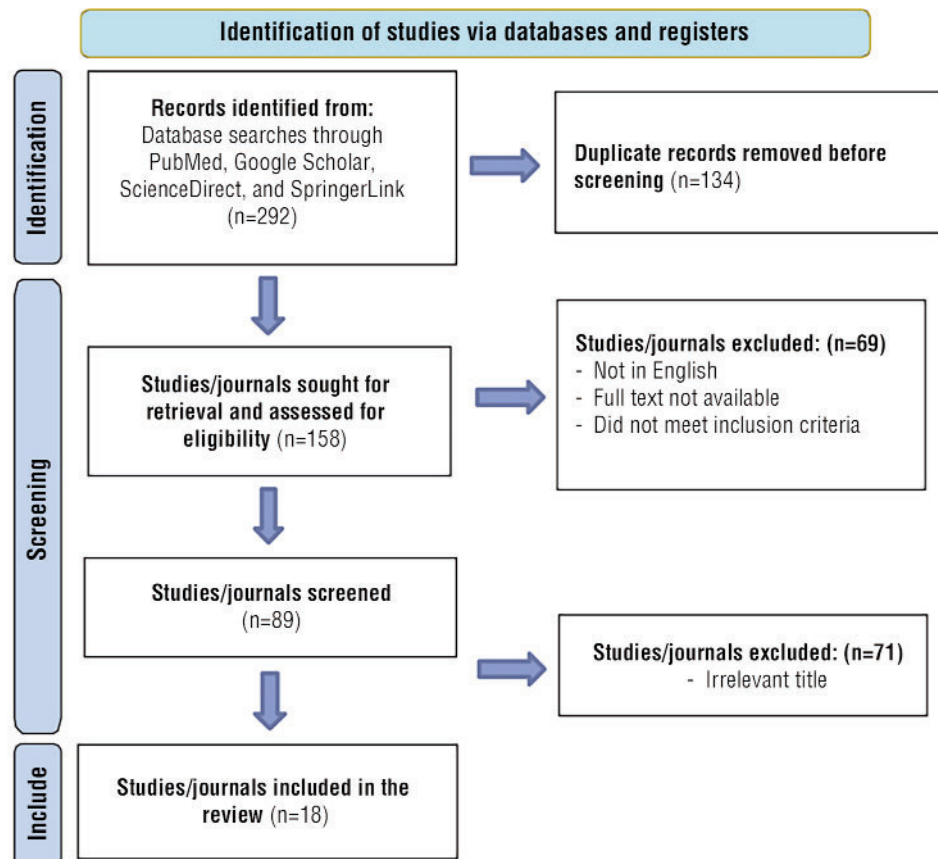 Identification of studies via databases and registers
Identification
Records identified from:
Database searches through
PubMed, Google Scholar,
ScienceDirect, and SpringerLink
(n=292)
Duplicate records removed before
screening (n=134)
Screening
Studies/journals sought for
retrieval and assessed for
eligibility (n=158)
Studies/journals excluded: (n=69)
- Not in English
- Full text not available
- Did not meet inclusion criteria
Studies/journals screened
(n=89)
Studies/journals excluded: (n=71)
- Irrelevant title
Include
Studies/journals included in the
review (n=18)